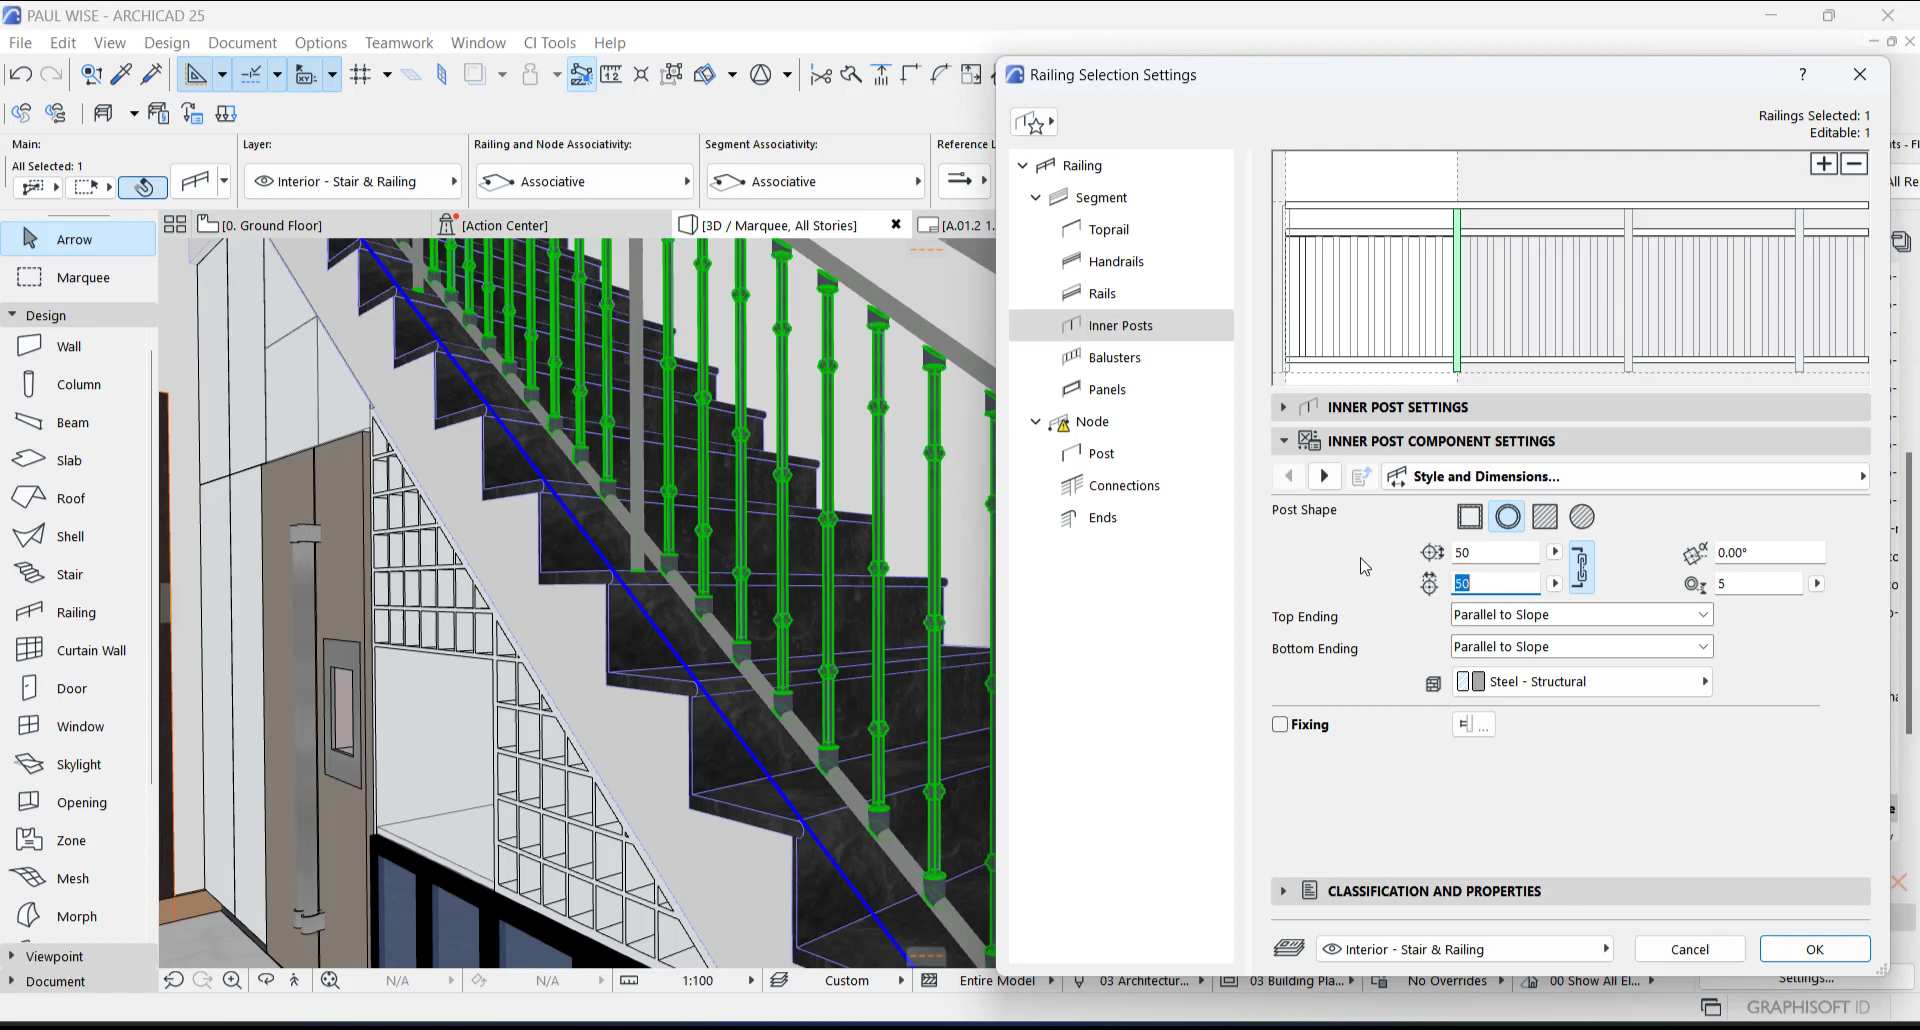 PAUL WISE - ARCHICAD 25
File Edit View Design Document Options Teamwork Window CI Tools Help
Main:
All Selected: 1
Layer:
Interior - Stair & Railing
Railing and Node Associativity:
Associative
Segment Associativity:
Associative
Reference L
[0. Ground Floor]
[Action Center]
[3D / Marquee, All Stories]
[A.01.2 1.
Arrow
Marquee
Design
Wall
Column
Beam
Slab
Roof
Shell
Stair
Railing
Curtain Wall
Door
Window
Skylight
Opening
Zone
Mesh
Morph
Viewpoint
Document
Railing Selection Settings
?
Railings Selected: 1
Editable: 1
Railing
Segment
Toprail
Handrails
Rails
Inner Posts
Balusters
Panels
Node
Post
Connections
Ends
INNER POST SETTINGS
INNER POST COMPONENT SETTINGS
Style and Dimensions...
Post Shape
50
0.00°
50
5
Top Ending
Parallel to Slope
Bottom Ending
Parallel to Slope
Steel - Structural
Fixing
...
CLASSIFICATION AND PROPERTIES
Interior - Stair & Railing
Cancel
OK
N/A
N/A
1:100
Custom
Entire Model
03 Architectur...
03 Building Pla...
No Overrides
00 Show All El...
Settings...
GRAPHISOFT ID